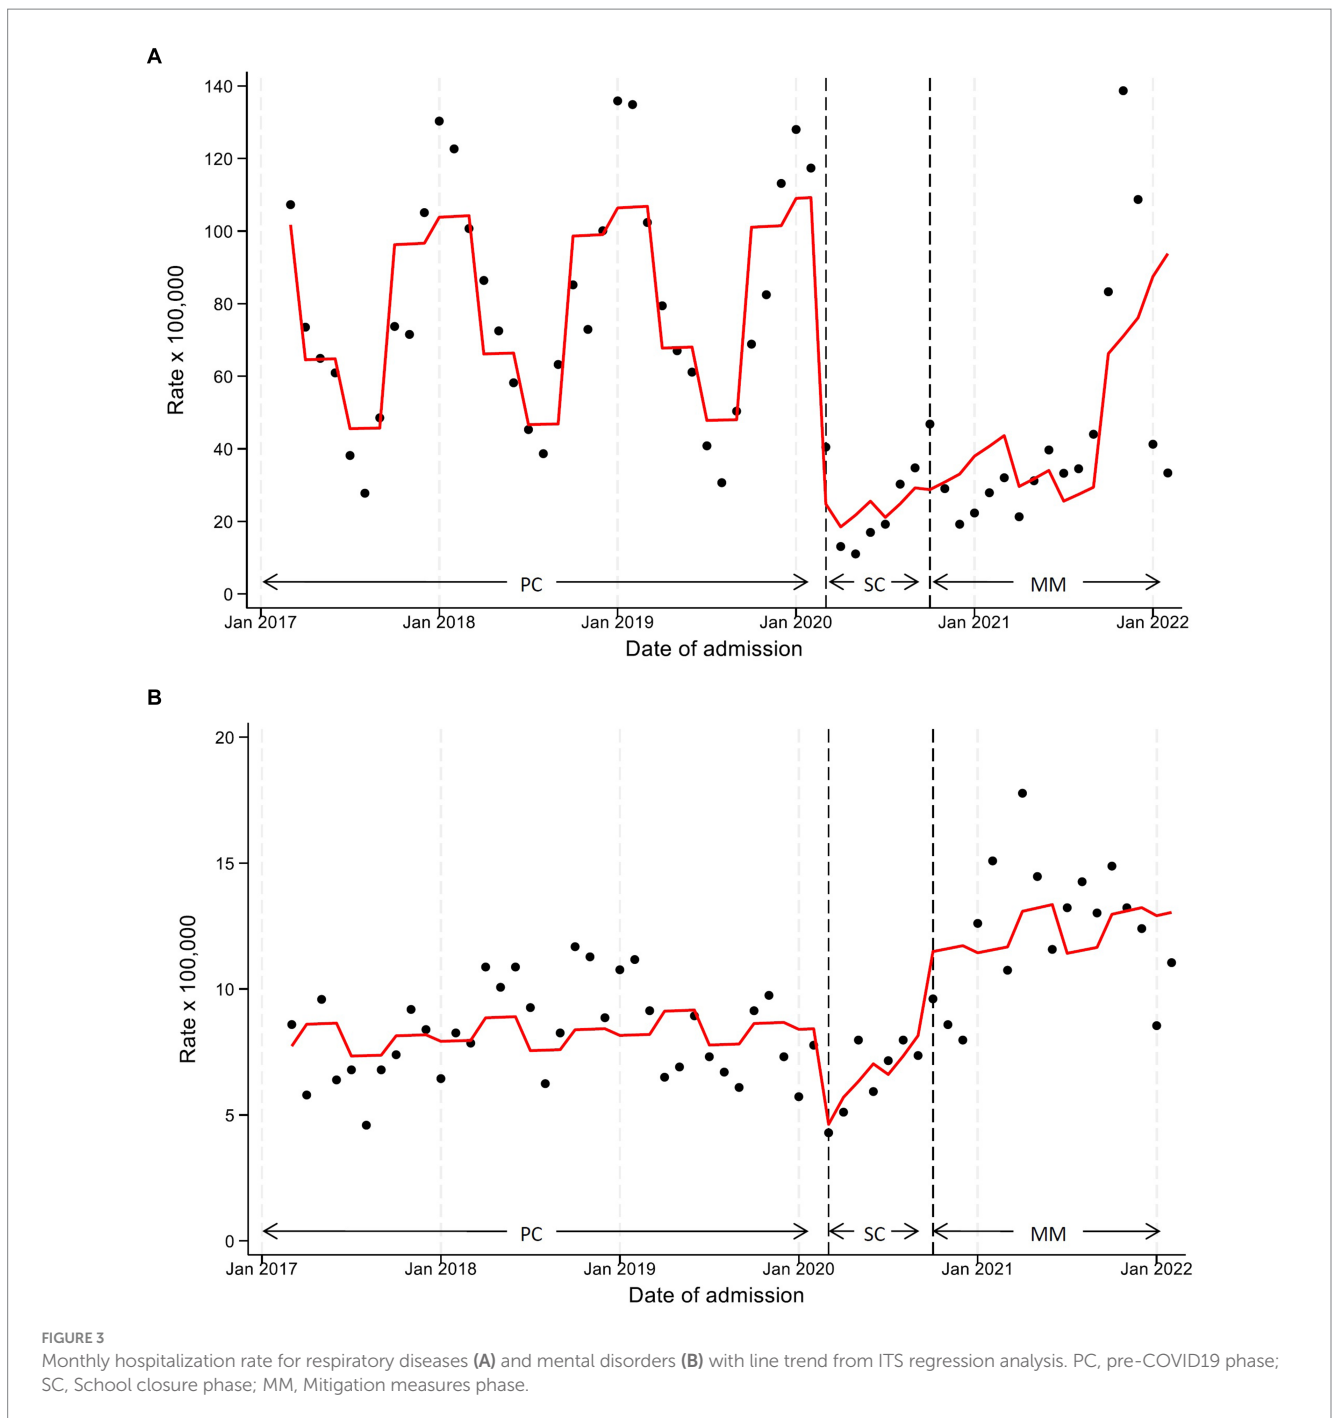 A
140
120
100
80
60
40
20
0
Rate x 100,000
PC
SC
MM
Jan 2017
Jan 2018
Jan 2019
Jan 2020
Jan 2021
Jan 2022
Date of admission
B
20
15
10
5
0
Rate x 100,000
PC
SC
MM
Jan 2017
Jan 2018
Jan 2019
Jan 2020
Jan 2021
Jan 2022
Date of admission
FIGURE 3
Monthly hospitalization rate for respiratory diseases (A) and mental disorders (B) with line trend from ITS regression analysis. PC, pre-COVID19 phase;
SC, School closure phase; MM, Mitigation measures phase.